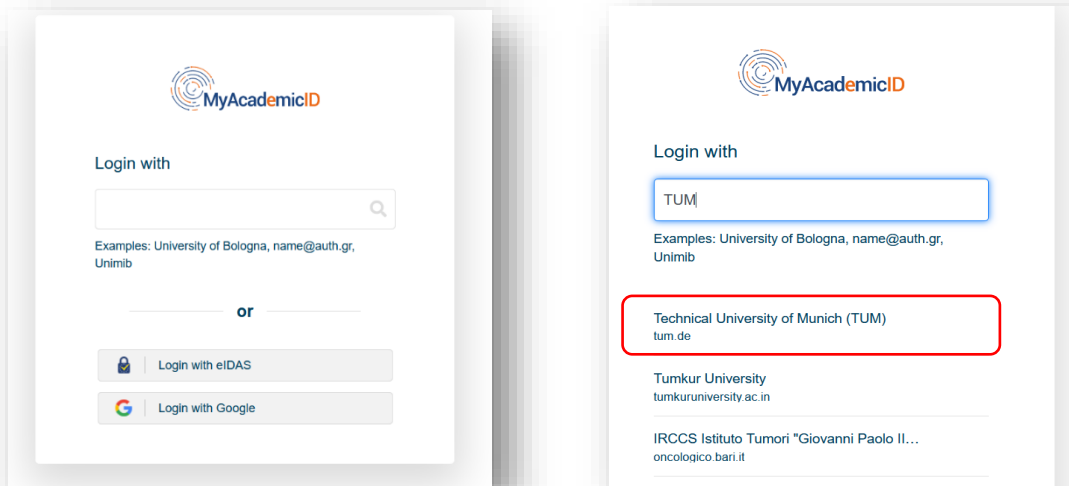 MyAcademicID
Login with
Examples: University of Bologna, name@auth.gr,
Unimib
or
Login with eIDAS
Login with Google
MyAcademicID
Login with
TUM
Examples: University of Bologna, name@auth.gr,
Unimib
Technical University of Munich (TUM)
tum.de
Tumkur University
tumkuruniversity.ac.in
IRCCS Istituto Tumori "Giovanni Paolo II…
oncologico.bari.it